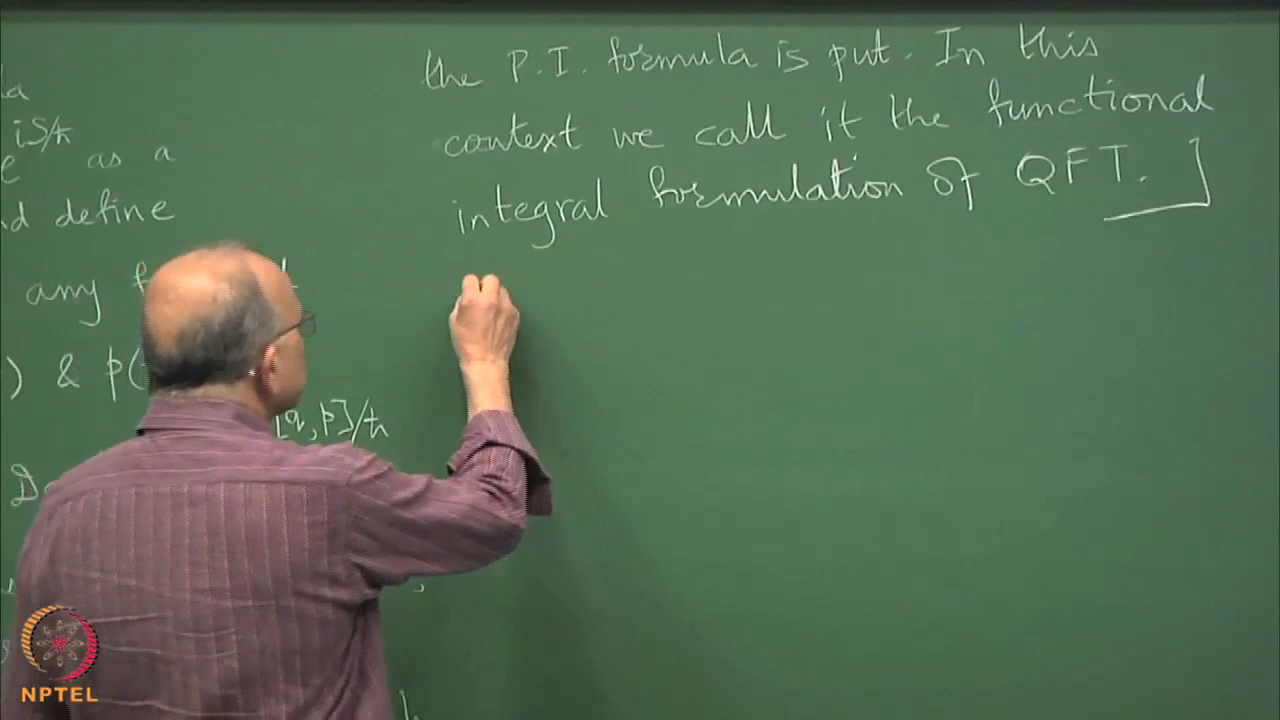 the P.I. formula is put. In this
context we call it the functional
integral formulation of QFT. ]
iS/ħ
as a
define
any
) & p(
[q, p]/ħ
NPTEL